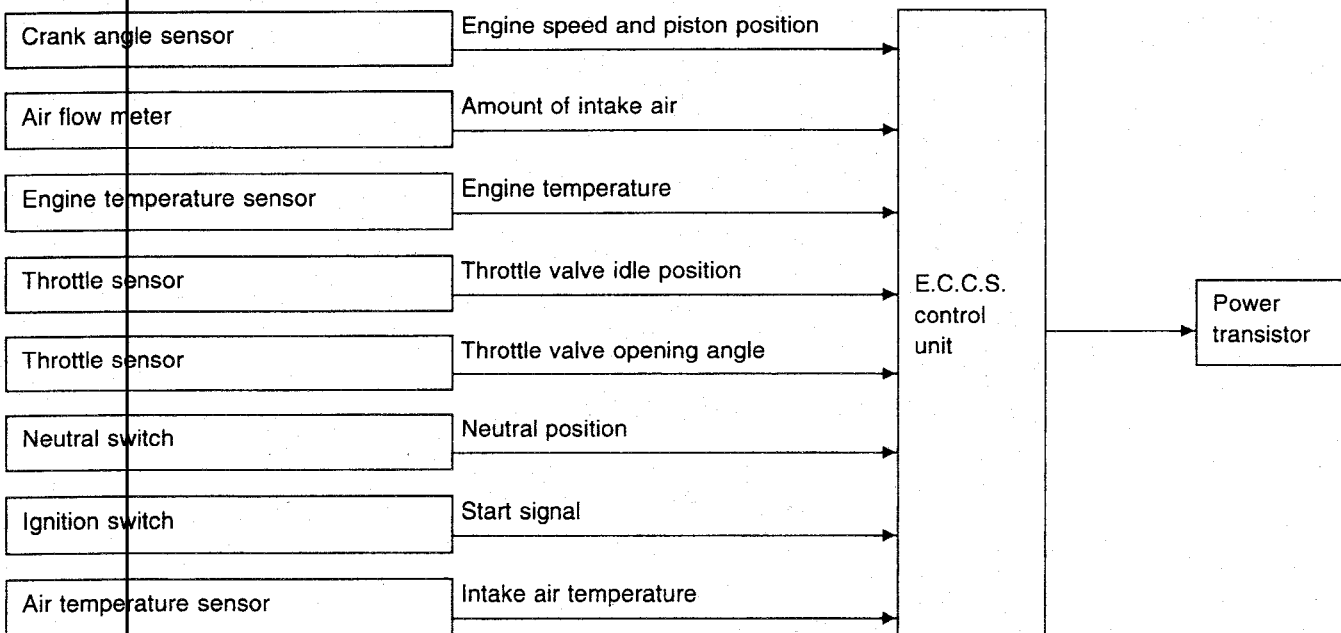 Crank angle sensor
Engine speed and piston position
Air flow meter
Amount of intake air
Engine temperature sensor
Engine temperature
Throttle sensor
Throttle valve idle position
E.C.C.S.
control
unit
Power
transistor
Throttle sensor
Throttle valve opening angle
Neutral switch
Neutral position
Ignition switch
Start signal
Air temperature sensor
Intake air temperature